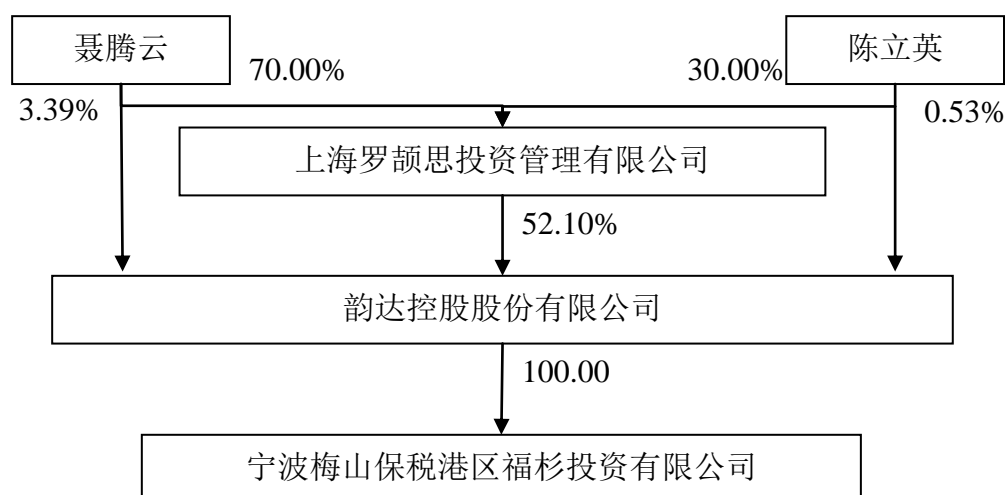 聂腾云
陈立英
70.00%
30.00%
3.39%
0.53%
上海罗颉思投资管理有限公司
52.10%
韵达控股股份有限公司
100.00
宁波梅山保税港区福杉投资有限公司